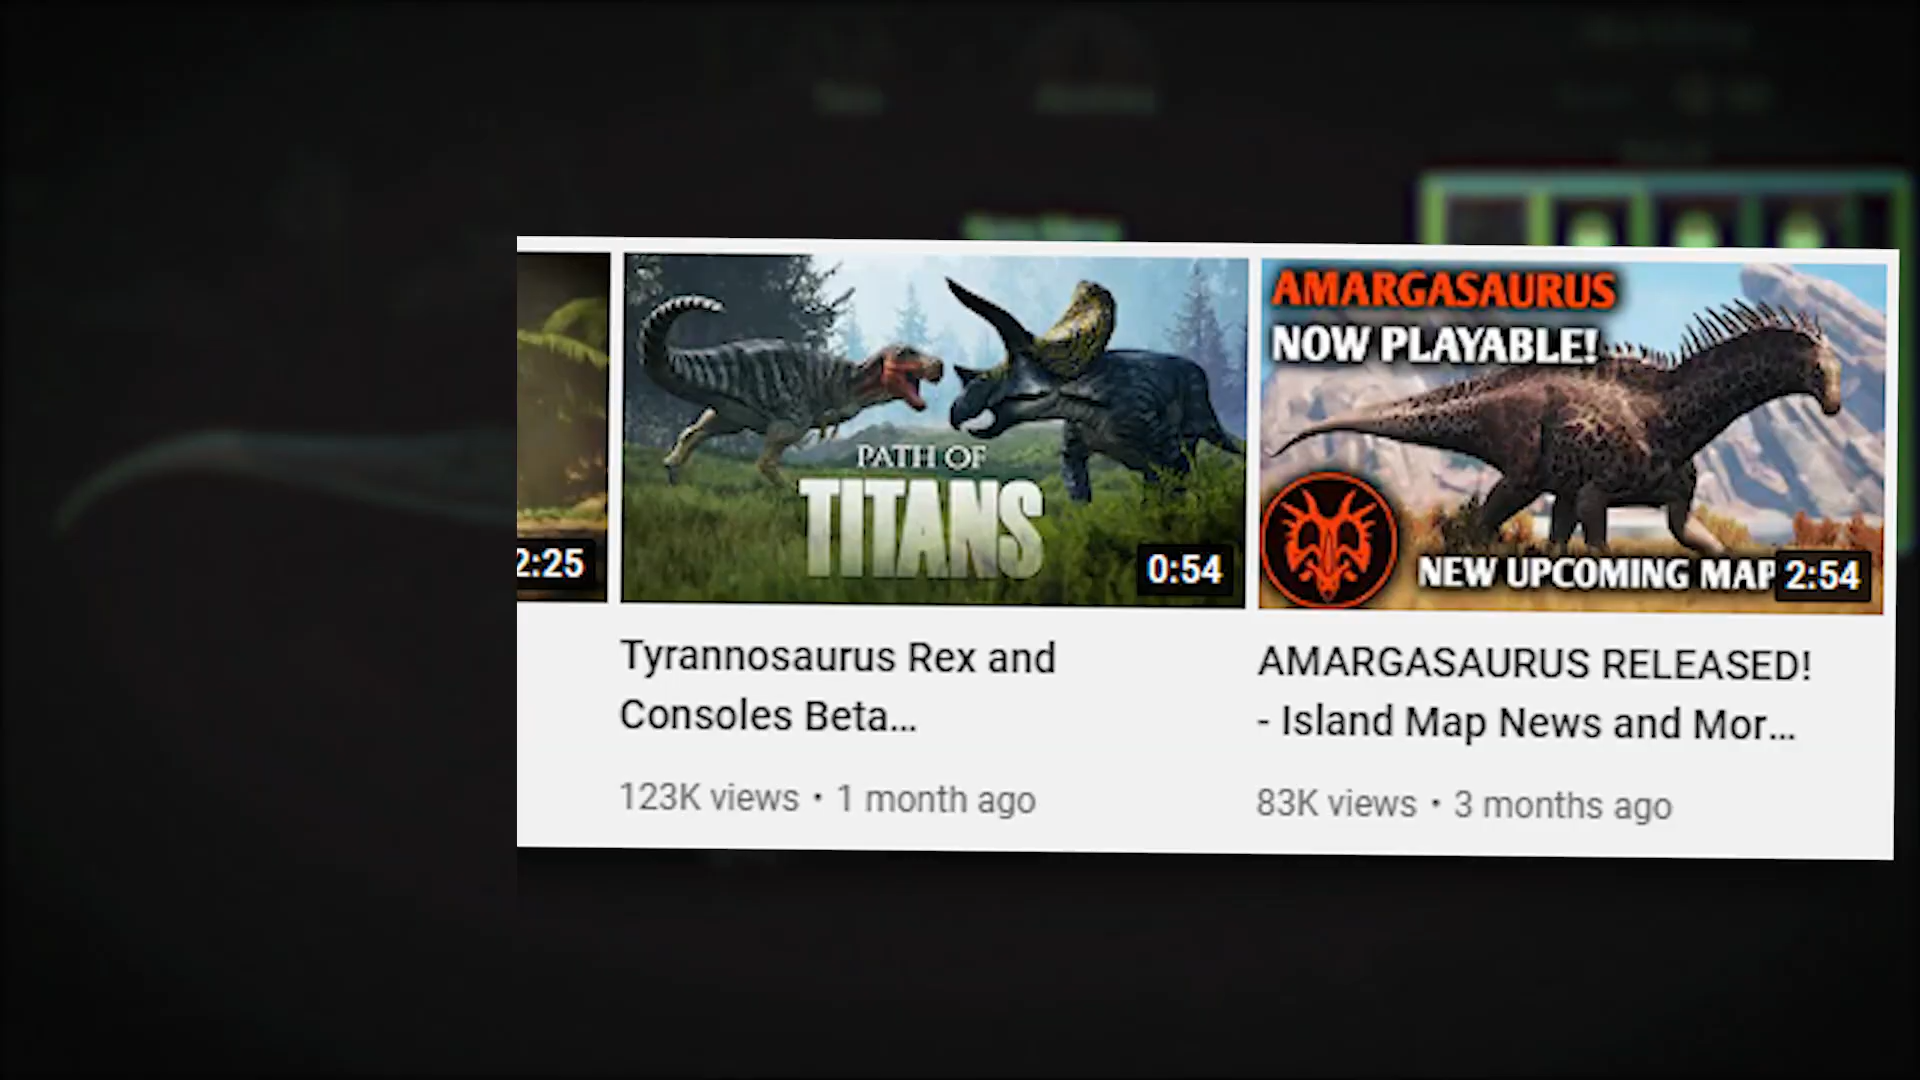 AMARGASAURUS
NOW PLAYABLE!
PATH OF
TITANS
2:25
0:54
NEW UPCOMING MAP
2:54
Tyrannosaurus Rex and
Consoles Beta...
AMARGASAURUS RELEASED!
- Island Map News and Mor...
123K views • 1 month ago
83K views • 3 months ago